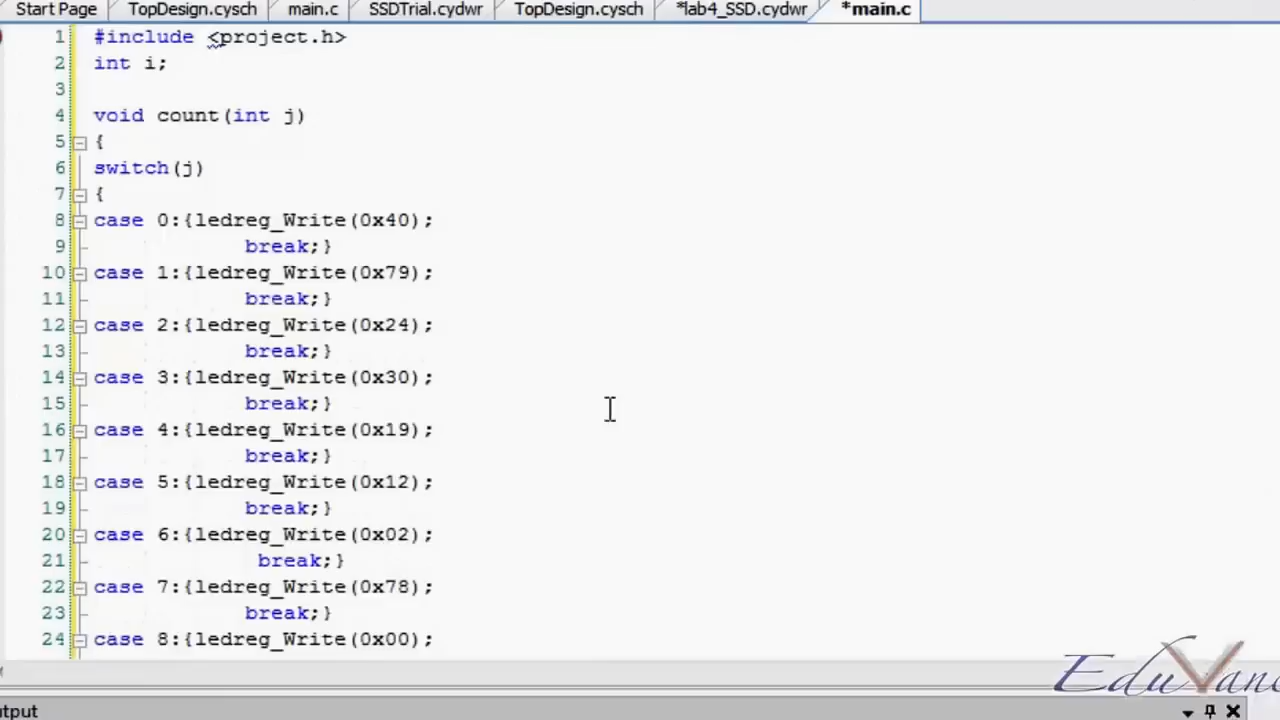 Start Page TopDesign.cysch main.c SSDTrial.cydwr TopDesign.cysch *lab4_SSD.cydwr *main.c
1 #include <project.h>
2 int i;
3
4 void count(int j)
5 {
6 switch(j)
7 {
8 case 0:{ledreg_Write(0x40);
9 break;}
10 case 1:{ledreg_Write(0x79);
11 break;}
12 case 2:{ledreg_Write(0x24);
13 break;}
14 case 3:{ledreg_Write(0x30);
15 break;}
16 case 4:{ledreg_Write(0x19);
17 break;}
18 case 5:{ledreg_Write(0x12);
19 break;}
20 case 6:{ledreg_Write(0x02);
21 break;}
22 case 7:{ledreg_Write(0x78);
23 break;}
24 case 8:{ledreg_Write(0x00);
EduVanc
tput